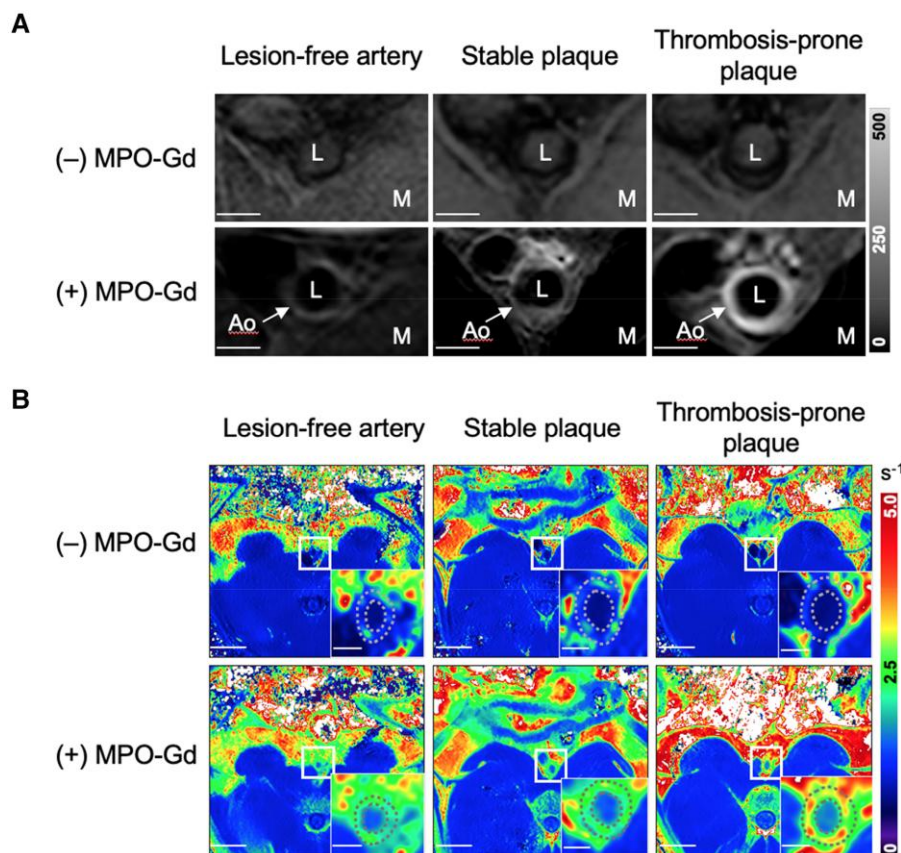 A
Lesion-free artery
Stable plaque
Thrombosis-prone
plaque
(–) MPO-Gd
L
M
L
M
L
M
500
250
0
(+) MPO-Gd
L
Ao
M
L
Ao
M
L
Ao
M
B
Lesion-free artery
Stable plaque
Thrombosis-prone
plaque
s⁻¹
5.0
2.5
0
(–) MPO-Gd
(+) MPO-Gd